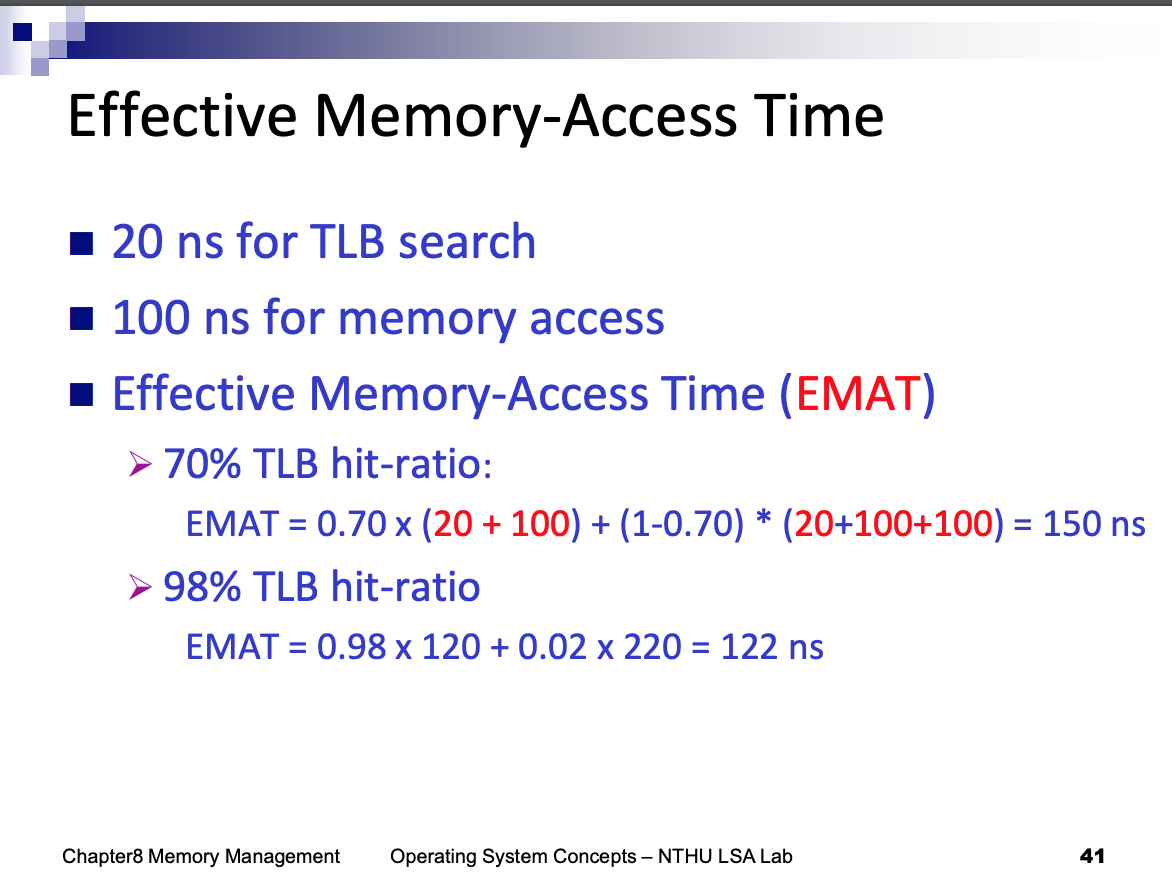 Effective Memory-Access Time
20 ns for TLB search
100 ns for memory access
Effective Memory-Access Time (EMAT)
70% TLB hit-ratio:
EMAT = 0.70 x (20 + 100) + (1-0.70) * (20+100+100) = 150 ns
98% TLB hit-ratio
EMAT = 0.98 x 120 + 0.02 x 220 = 122 ns
Chapter8 Memory Management Operating System Concepts – NTHU LSA Lab 41